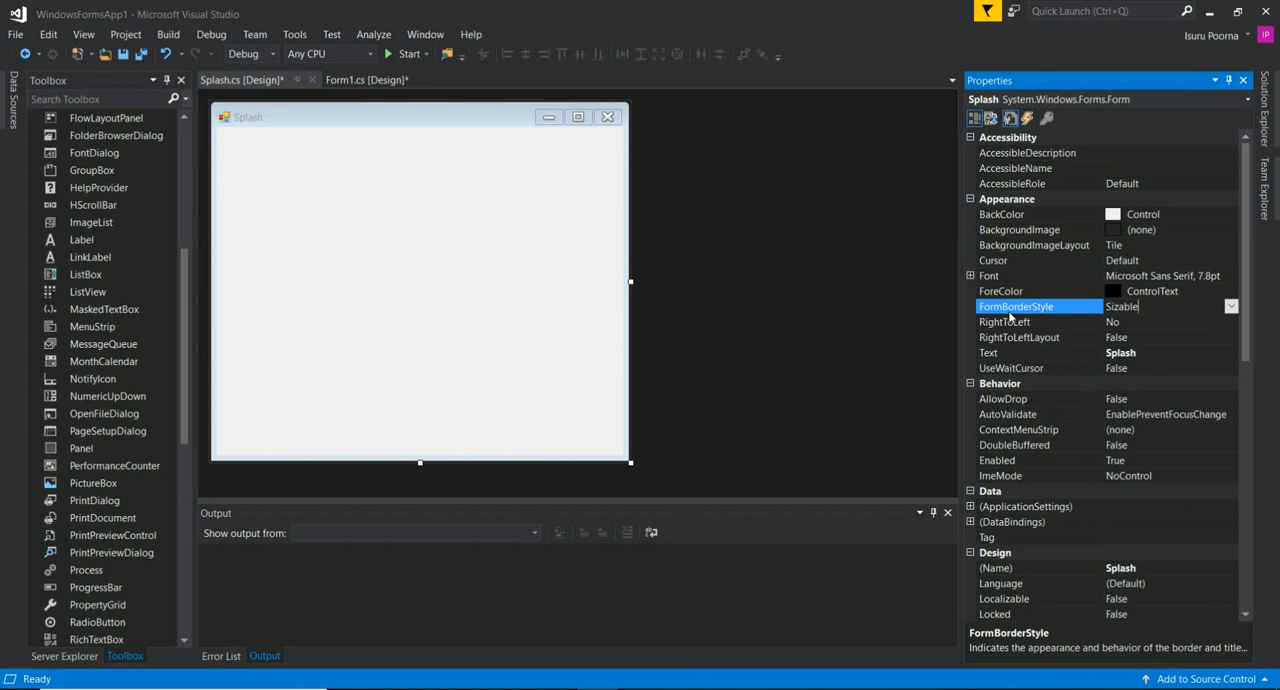 WindowsFormsApp1 - Microsoft Visual Studio
Quick Launch (Ctrl+Q)
File Edit View Project Build Debug Team Tools Test Analyze Window Help
Isuru Poorna IP
Debug Any CPU Start
Data Sources
Toolbox
Search Toolbox
FlowLayoutPanel
FolderBrowserDialog
FontDialog
GroupBox
HelpProvider
HScrollBar
ImageList
Label
LinkLabel
ListBox
ListView
MaskedTextBox
MenuStrip
MessageQueue
MonthCalendar
NotifyIcon
NumericUpDown
OpenFileDialog
PageSetupDialog
Panel
PerformanceCounter
PictureBox
PrintDialog
PrintDocument
PrintPreviewControl
PrintPreviewDialog
Process
ProgressBar
PropertyGrid
RadioButton
RichTextBox
Server Explorer Toolbox
Splash.cs [Design]* Form1.cs [Design]*
Splash
Output
Show output from:
Error List Output
Properties
Splash System.Windows.Forms.Form
Accessibility
AccessibleDescription
AccessibleName
AccessibleRole Default
Appearance
BackColor Control
BackgroundImage (none)
BackgroundImageLayout Tile
Cursor Default
Font Microsoft Sans Serif, 7.8pt
ForeColor ControlText
FormBorderStyle Sizable
RightToLeft No
RightToLeftLayout False
Text Splash
UseWaitCursor False
Behavior
AllowDrop False
AutoValidate EnablePreventFocusChange
ContextMenuStrip (none)
DoubleBuffered False
Enabled True
ImeMode NoControl
Data
(ApplicationSettings)
(DataBindings)
Tag
Design
(Name) Splash
Language (Default)
Localizable False
Locked False
FormBorderStyle
Indicates the appearance and behavior of the border and title...
Solution Explorer
Team Explorer
Ready
Add to Source Control